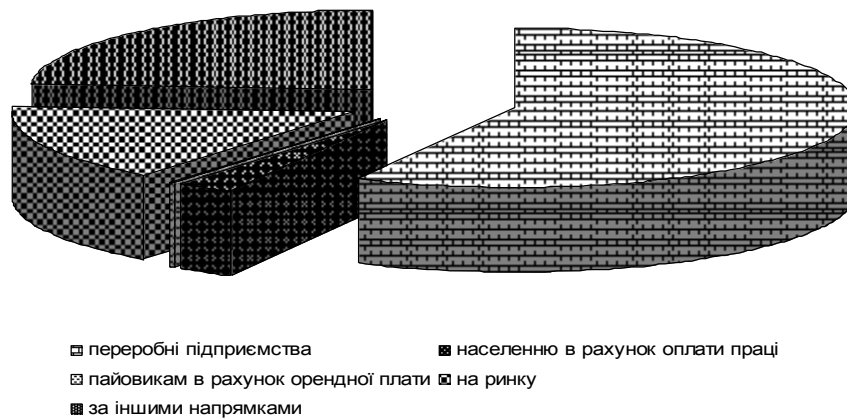 переробні підприємства
населенню в рахунок оплати праці
пайовикам в рахунок орендної плати
на ринку
за іншими напрямками